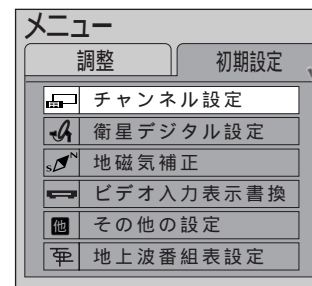 メニュー
調整 初期設定
チャンネル設定
衛星デジタル設定
S N 地磁気補正
ビデオ入力表示書換
他 その他の設定
地上波番組表設定